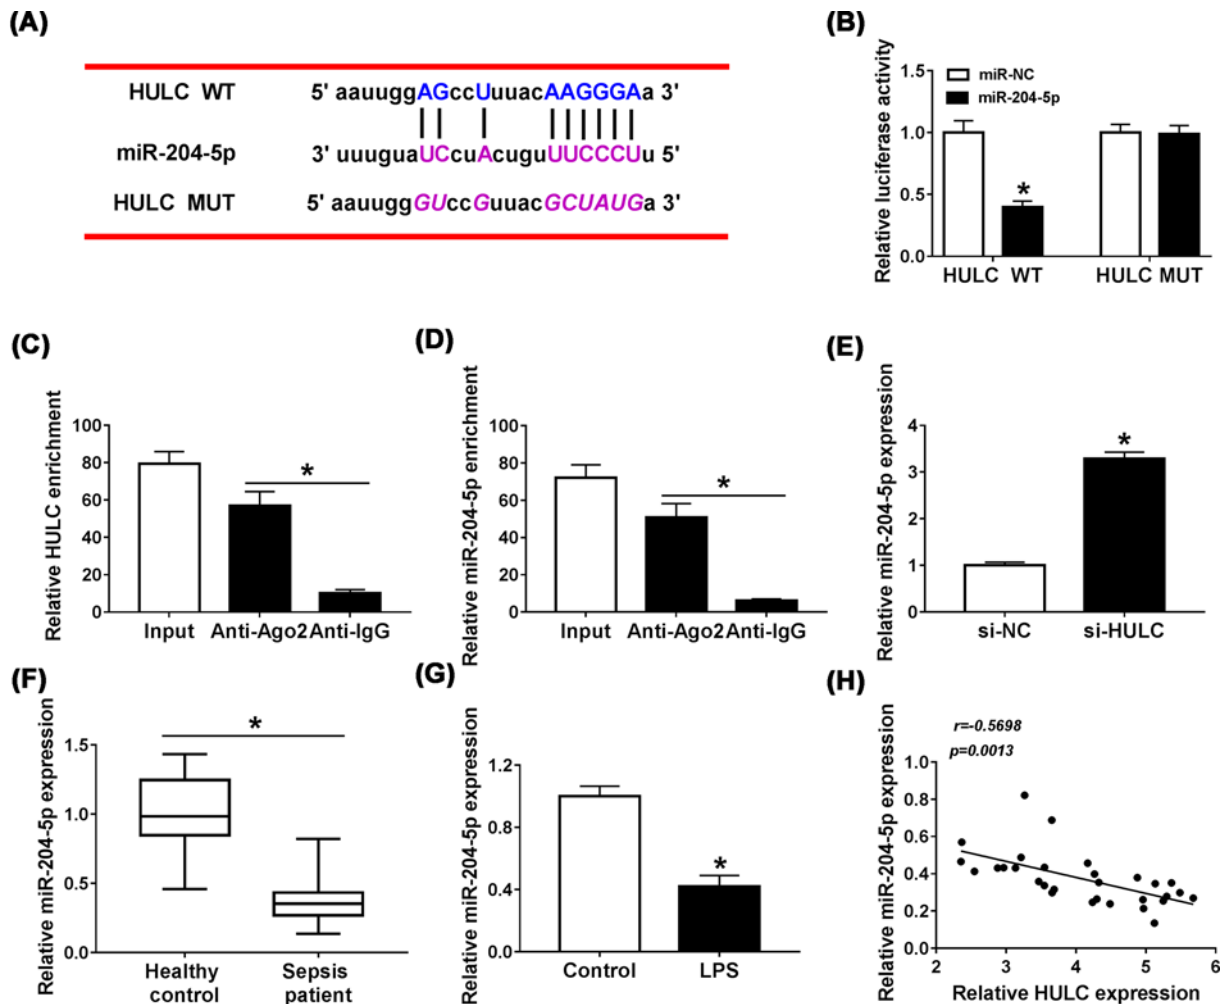 (A)
HULC WT 5' aauuggAGccUuuacAAGGGAa 3'
miR-204-5p 3' uuuguaUCcuAcuguUUCCCUu 5'
HULC MUT 5' aauuggGUccGuuacGCUAUGa 3'
(B)
Relative luciferase activity
1.5
1.0
0.5
0.0
miR-NC
miR-204-5p
*
HULC WT
HULC MUT
(C)
Relative HULC enrichment
100
80
60
40
20
0
*
Input
Anti-Ago2
Anti-IgG
(D)
Relative miR-204-5p enrichment
100
80
60
40
20
0
*
Input
Anti-Ago2
Anti-IgG
(E)
Relative miR-204-5p expression
4
3
2
1
0
*
si-NC
si-HULC
(F)
Relative miR-204-5p expression
1.5
1.0
0.5
0.0
*
Healthy
control
Sepsis
patient
(G)
Relative miR-204-5p expression
1.2
0.8
0.4
0.0
*
Control
LPS
(H)
Relative miR-204-5p expression
r=-0.5698
p=0.0013
1.0
0.8
0.6
0.4
0.2
0.0
2
3
4
5
6
Relative HULC expression